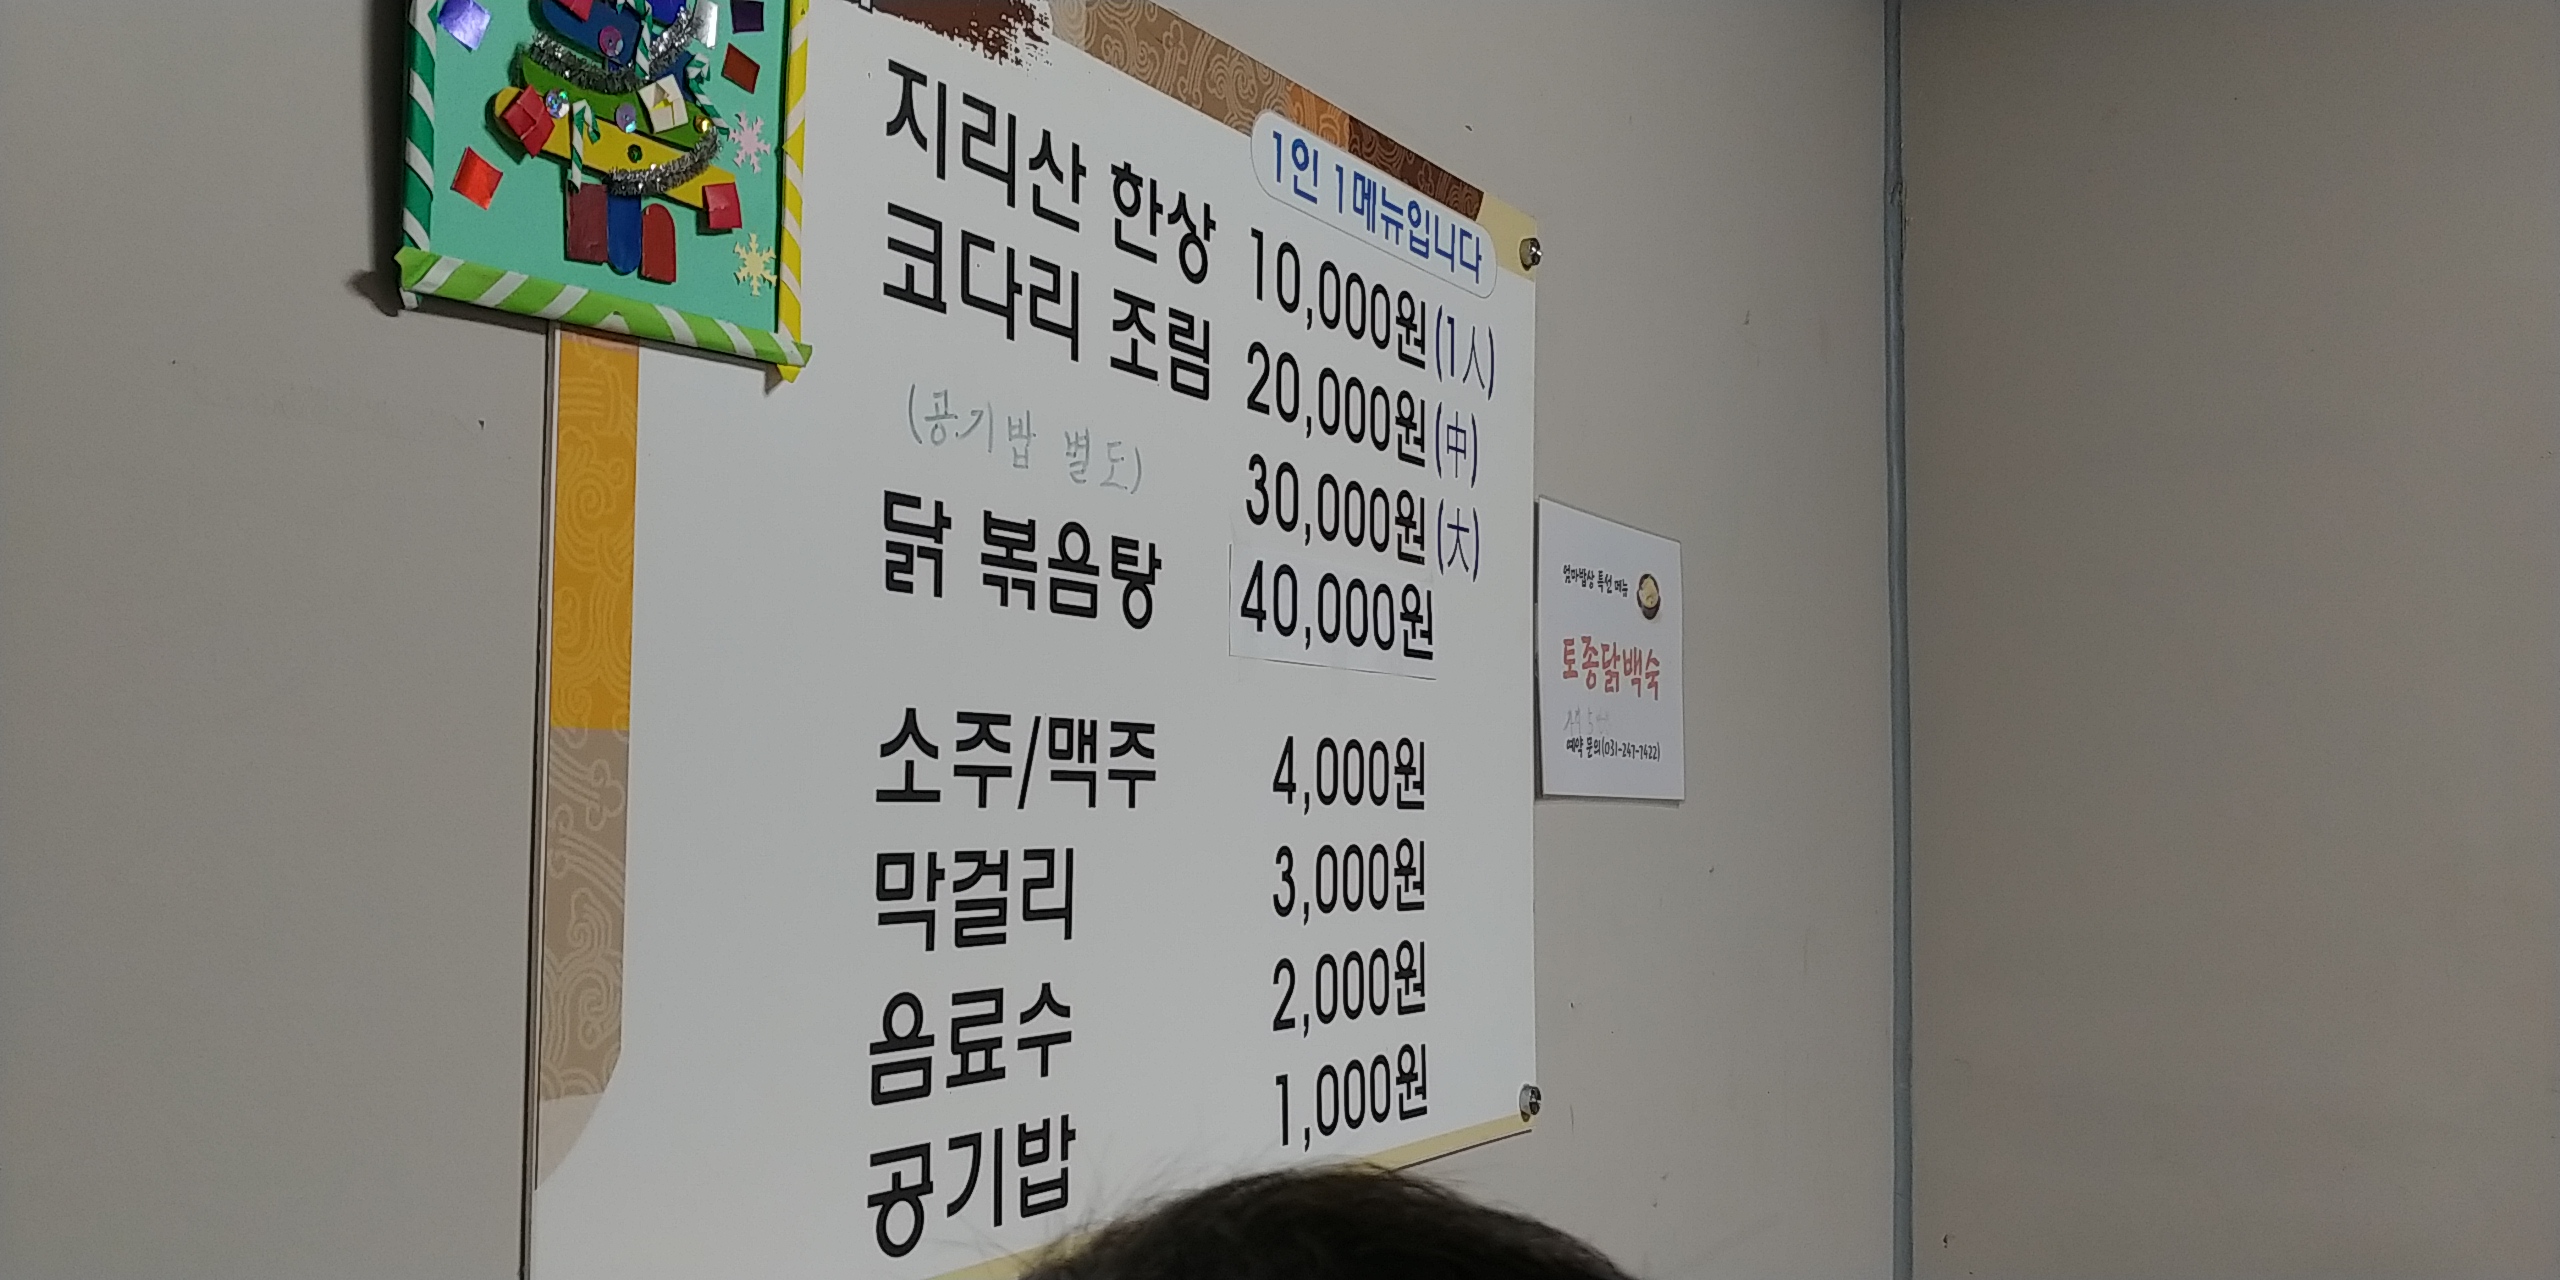 1인 1메뉴입니다
지리산 한상 10,000원(1人)
코다리 조림 20,000원(中)
(공기밥 별도) 30,000원(大)
닭 볶음탕 40,000원
소주/맥주 4,000원
막걸리 3,000원
음료수 2,000원
공기밥 1,000원
엄마밥상 특선 메뉴
토종닭백숙
예약 문의(031-247-7422)